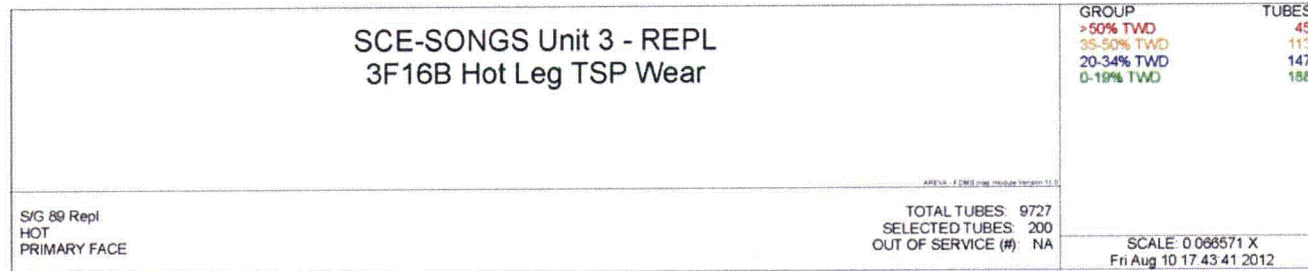 SCE-SONGS Unit 3 - REPL
3F16B Hot Leg TSP Wear
GROUP TUBES
>50% TWD 45
35-50% TWD 113
20-34% TWD 147
0-19% TWD 188
S/G 89 Repl
HOT
PRIMARY FACE
TOTAL TUBES: 9727
SELECTED TUBES: 200
OUT OF SERVICE (#): NA
SCALE: 0.066571 X
Fri Aug 10 17:43:41 2012